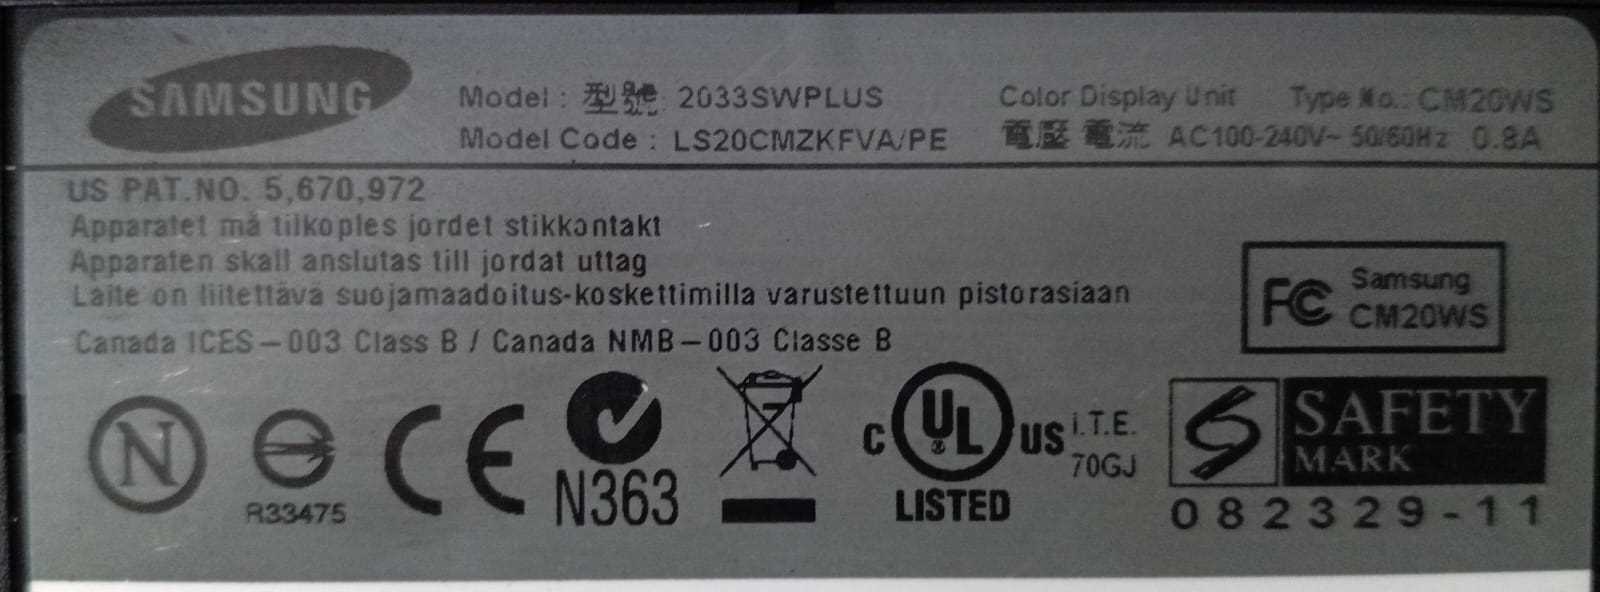 SAMSUNG
Model : 型號: 2033SWPLUS
Model Code : LS20CMZKFVA/PE
Color Display Unit Type No.: CM20WS
電壓 電流 AC100-240V~ 50/60Hz 0.8A
US PAT.NO. 5,670,972
Apparatet må tilkoples jordet stikkontakt
Apparaten skall anslutas till jordat uttag
Laite on liitettävä suojamaadoitus-koskettimilla varustettuun pistorasiaan
Canada ICES-003 Class B / Canada NMB-003 Classe B
FC Samsung
CM20WS
N
R33475
CE
N363
C UL US
LISTED
I.T.E.
70GJ
SAFETY
MARK
082329-11